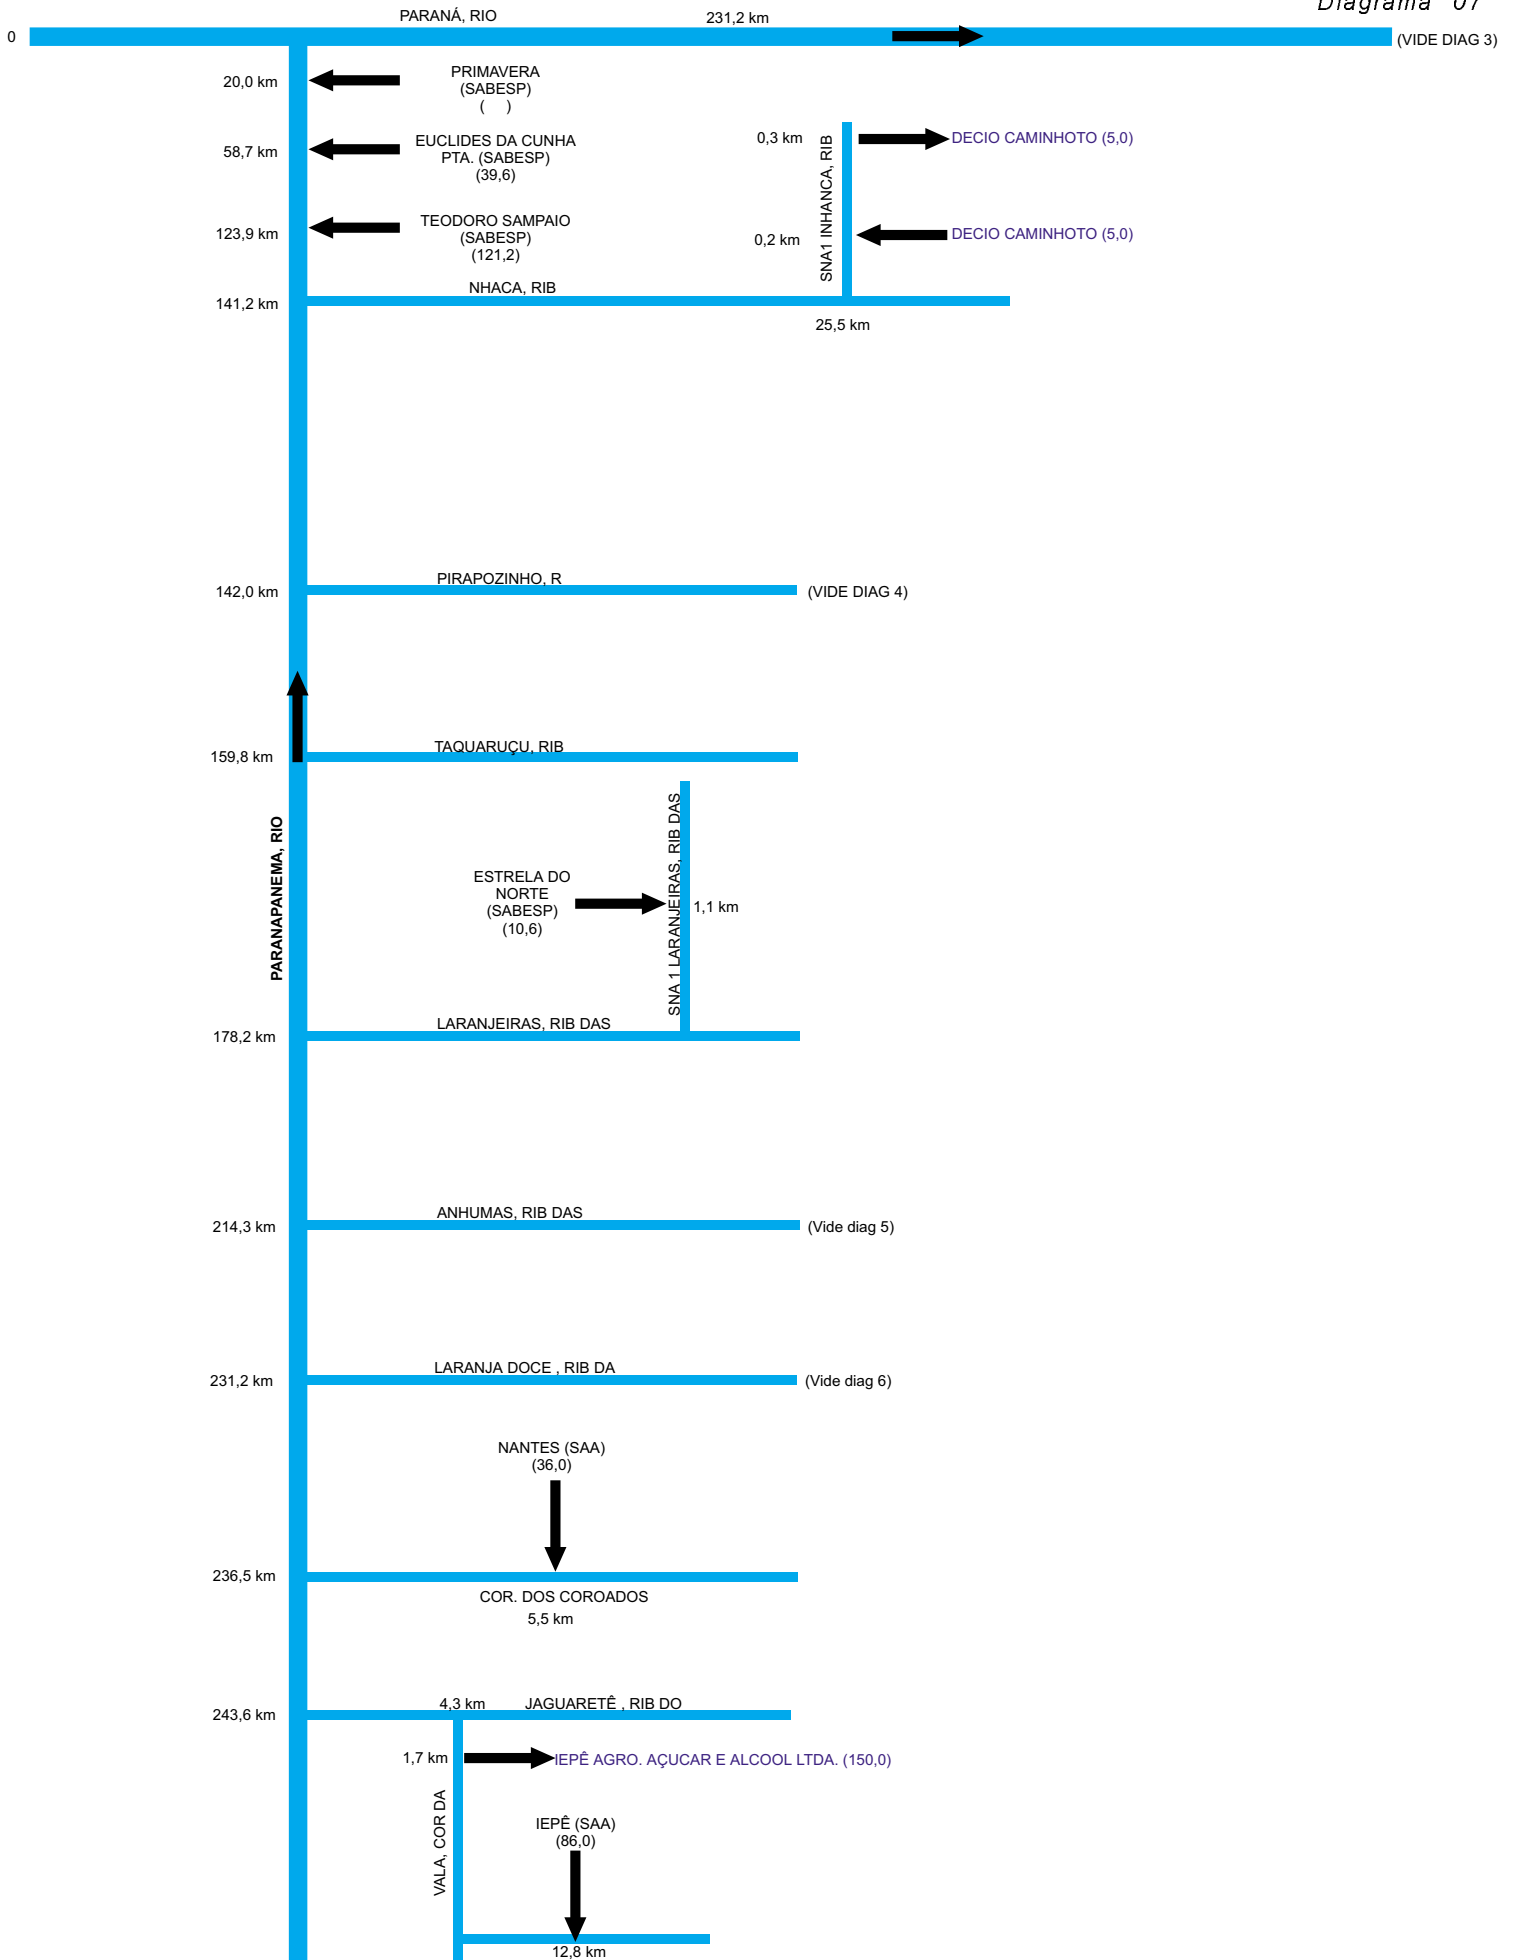 Diagrama 07
PARANÁ, RIO
231,2 km
0
(VIDE DIAG 3)
20,0 km
PRIMAVERA
(SABESP)
( )
58,7 km
EUCLIDES DA CUNHA
PTA. (SABESP)
(39,6)
0,3 km
DECIO CAMINHOTO (5,0)
SNA1 INHANCA, RIB
123,9 km
TEODORO SAMPAIO
(SABESP)
(121,2)
0,2 km
DECIO CAMINHOTO (5,0)
141,2 km
NHACA, RIB
25,5 km
142,0 km
PIRAPOZINHO, R
(VIDE DIAG 4)
159,8 km
TAQUARUÇU, RIB
PARANAPANEMA, RIO
ESTRELA DO
NORTE
(SABESP)
(10,6)
SNA 1 LARANJEIRAS, RIB DAS
1,1 km
178,2 km
LARANJEIRAS, RIB DAS
214,3 km
ANHUMAS, RIB DAS
(Vide diag 5)
231,2 km
LARANJA DOCE , RIB DA
(Vide diag 6)
NANTES (SAA)
(36,0)
236,5 km
COR. DOS COROADOS
5,5 km
243,6 km
4,3 km
JAGUARETÊ , RIB DO
1,7 km
IEPÊ AGRO. AÇUCAR E ALCOOL LTDA. (150,0)
VALA, COR DA
IEPÊ (SAA)
(86,0)
12,8 km